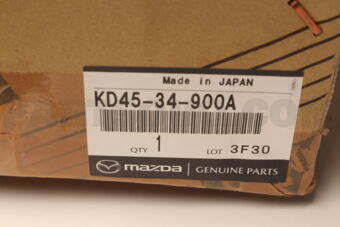 Made in JAPAN
KD45-34-900A
QTY 1 LOT 3F30
mazda GENUINE PARTS